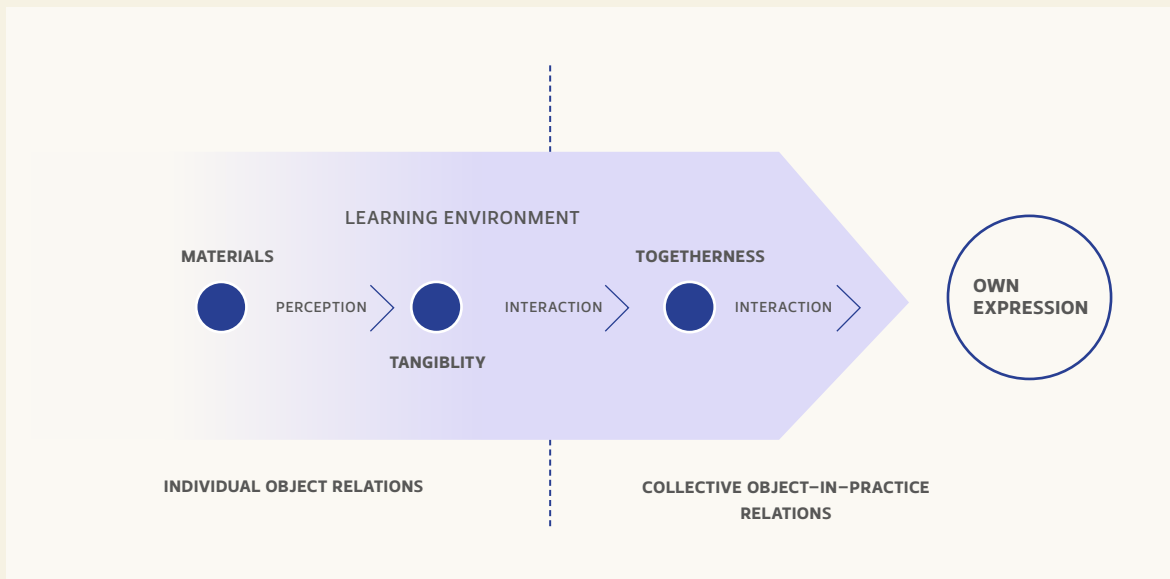 LEARNING ENVIRONMENT
MATERIALS
TOGETHERNESS
PERCEPTION
INTERACTION
INTERACTION
OWN
EXPRESSION
TANGIBLITY
INDIVIDUAL OBJECT RELATIONS
COLLECTIVE OBJECT–IN–PRACTICE
RELATIONS